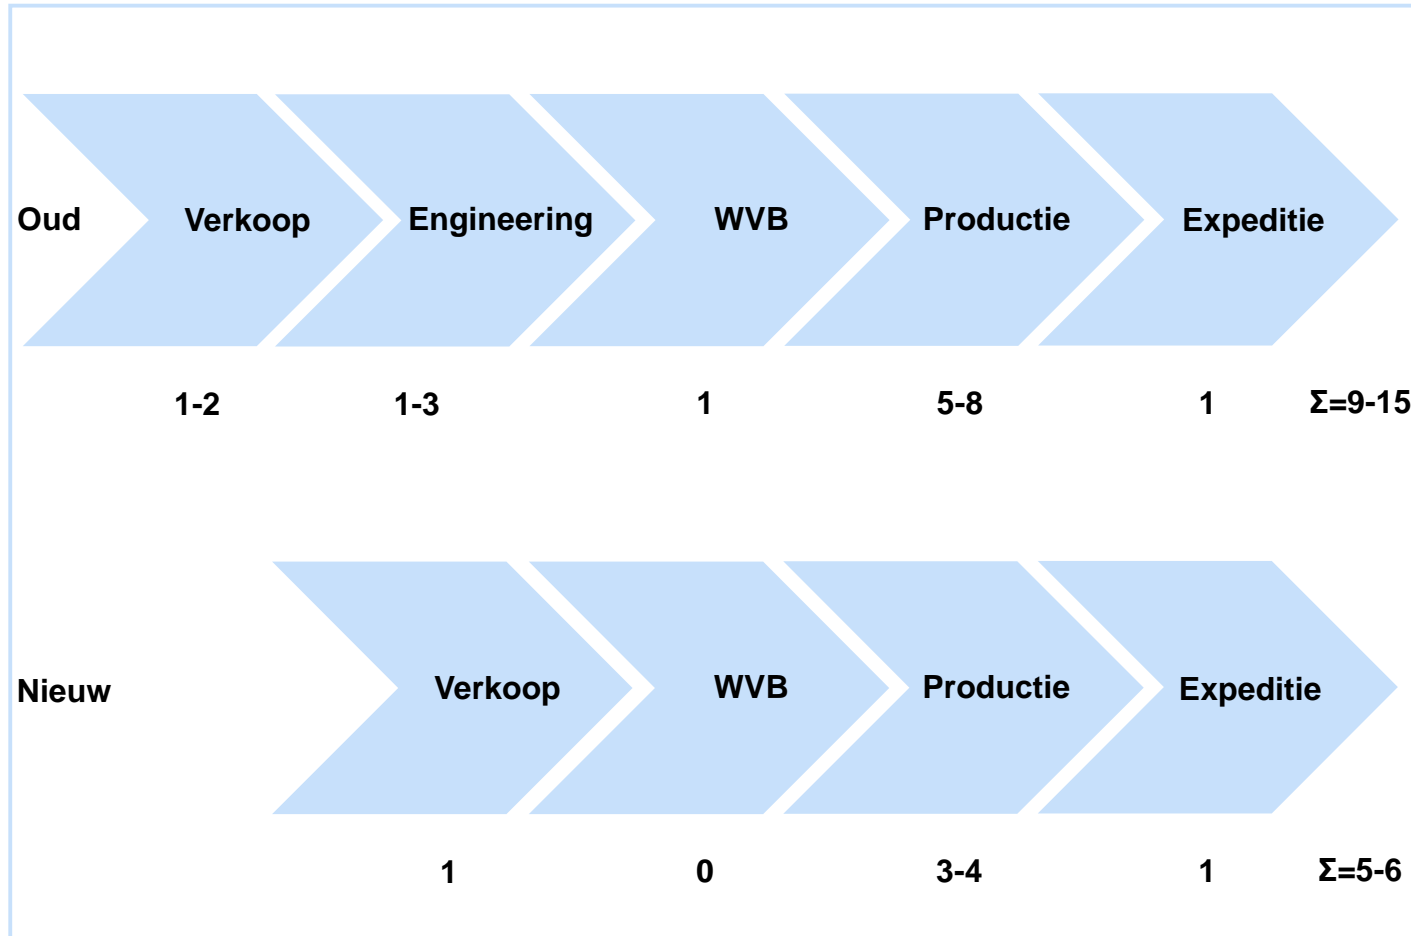 Oud Verkoop Engineering WVB Productie Expeditie
1-2 1-3 1 5-8 1 Σ=9-15
Nieuw Verkoop WVB Productie Expeditie
1 0 3-4 1 Σ=5-6